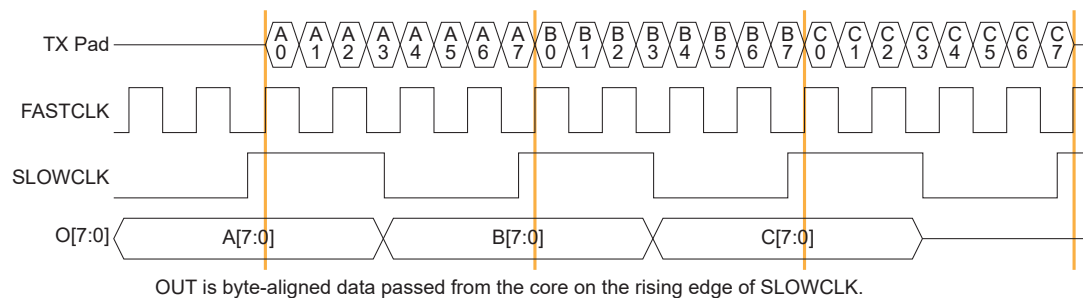 TX Pad A0 A1 A2 A3 A4 A5 A6 A7 B0 B1 B2 B3 B4 B5 B6 B7 C0 C1 C2 C3 C4 C5 C6 C7
FASTCLK
SLOWCLK
O[7:0] A[7:0] B[7:0] C[7:0]
OUT is byte-aligned data passed from the core on the rising edge of SLOWCLK.